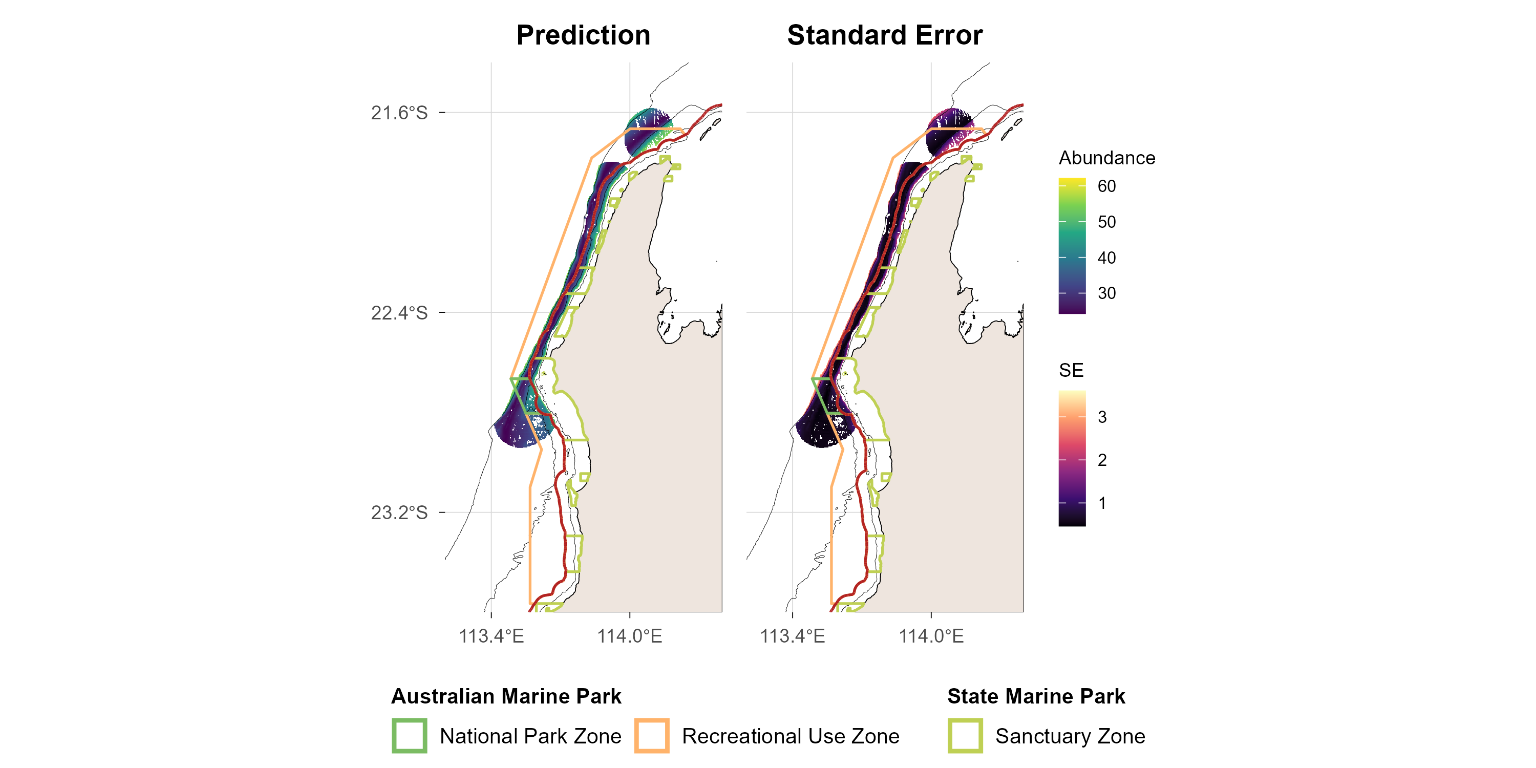 Prediction
Standard Error
21.6°S
22.4°S
23.2°S
113.4°E
114.0°E
113.4°E
114.0°E
Abundance
60
50
40
30
SE
3
2
1
Australian Marine Park
National Park Zone
Recreational Use Zone
State Marine Park
Sanctuary Zone